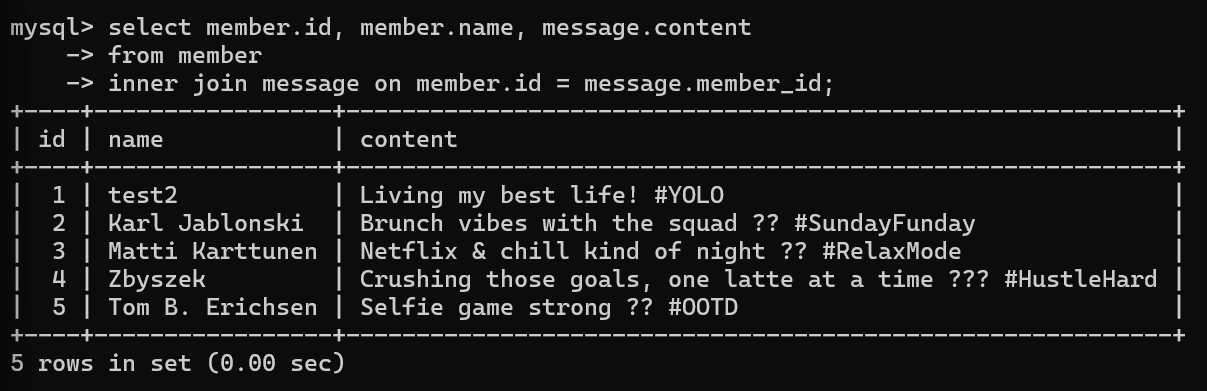 mysql> select member.id, member.name, message.content
    -> from member
    -> inner join message on member.id = message.member_id;
+----+-----------------+----------------------------------------------------------+
| id | name            | content                                                  |
+----+-----------------+----------------------------------------------------------+
|  1 | test2           | Living my best life! #YOLO                               |
|  2 | Karl Jablonski  | Brunch vibes with the squad ?? #SundayFunday             |
|  3 | Matti Karttunen | Netflix & chill kind of night ?? #RelaxMode              |
|  4 | Zbyszek         | Crushing those goals, one latte at a time ??? #HustleHard |
|  5 | Tom B. Erichsen | Selfie game strong ?? #OOTD                              |
+----+-----------------+----------------------------------------------------------+
5 rows in set (0.00 sec)